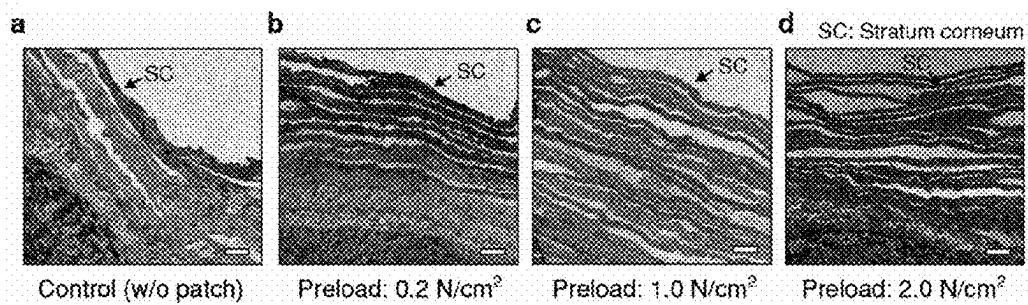 a b c d SC: Stratum corneum
SC SC SC SC
Control (w/o patch) Preload: 0.2 N/cm² Preload: 1.0 N/cm² Preload: 2.0 N/cm²